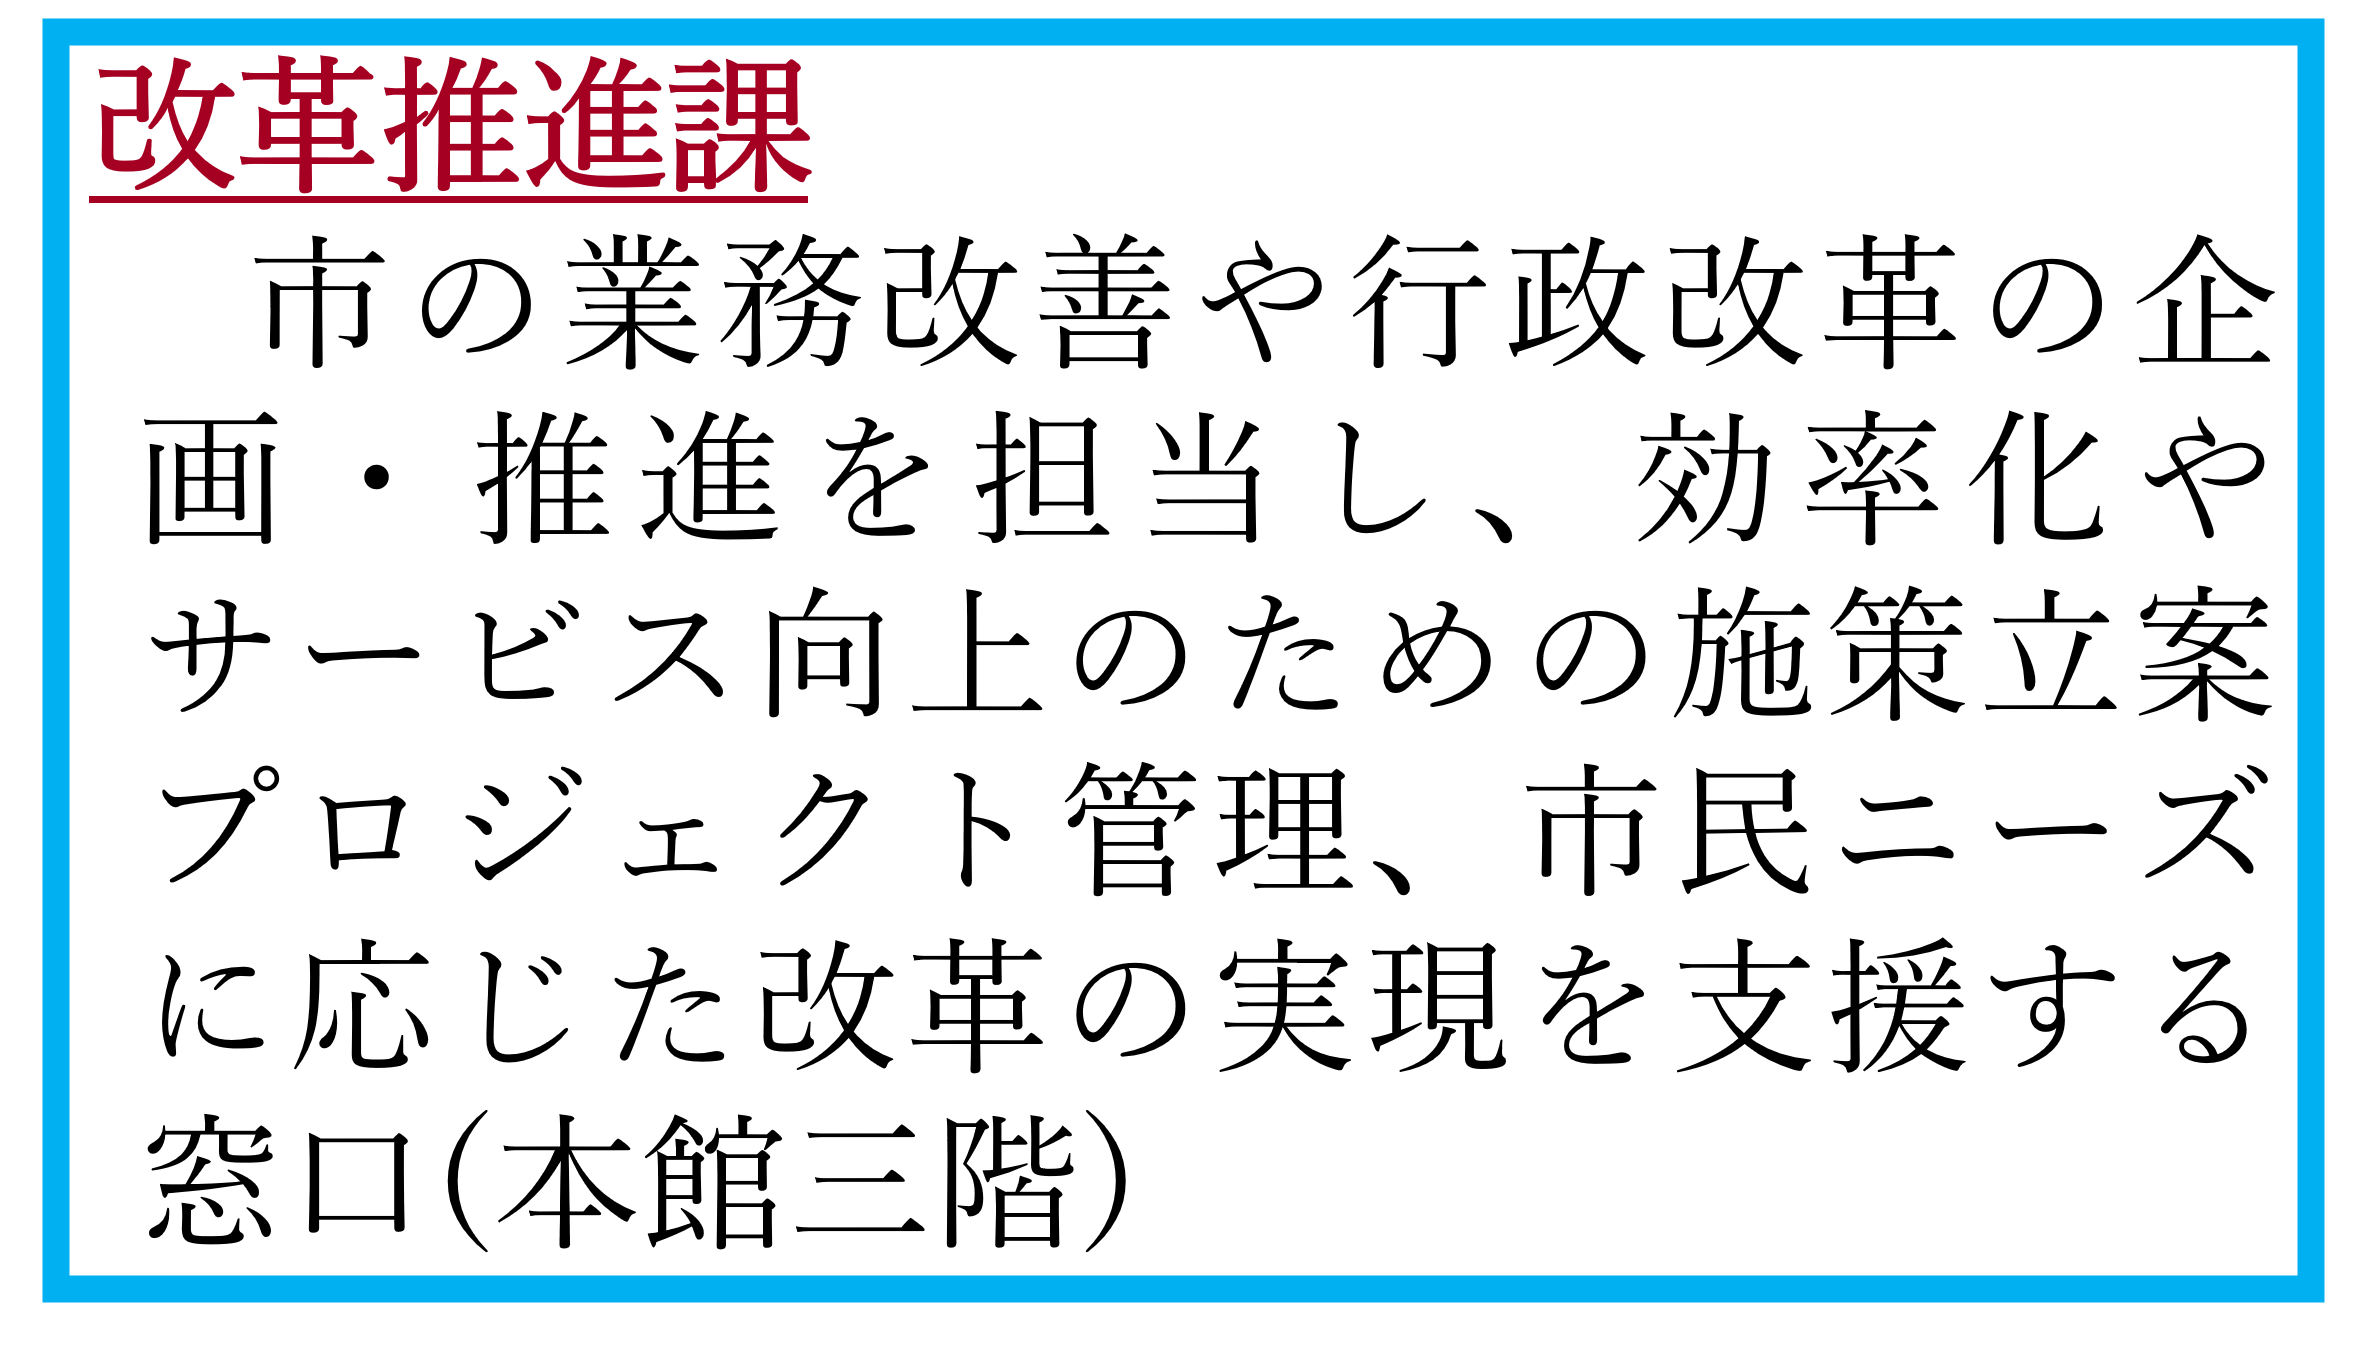 改革推進課
市の業務改善や行政改革の企
画・推進を担当し、効率化や
サービス向上のための施策立案
プロジェクト管理、市民ニーズ
に応じた改革の実現を支援する
窓口(本館三階)